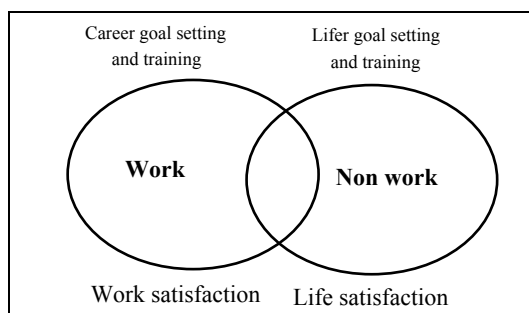 Career goal setting
and training
Lifer goal setting
and training
Work
Non work
Work satisfaction
Life satisfaction